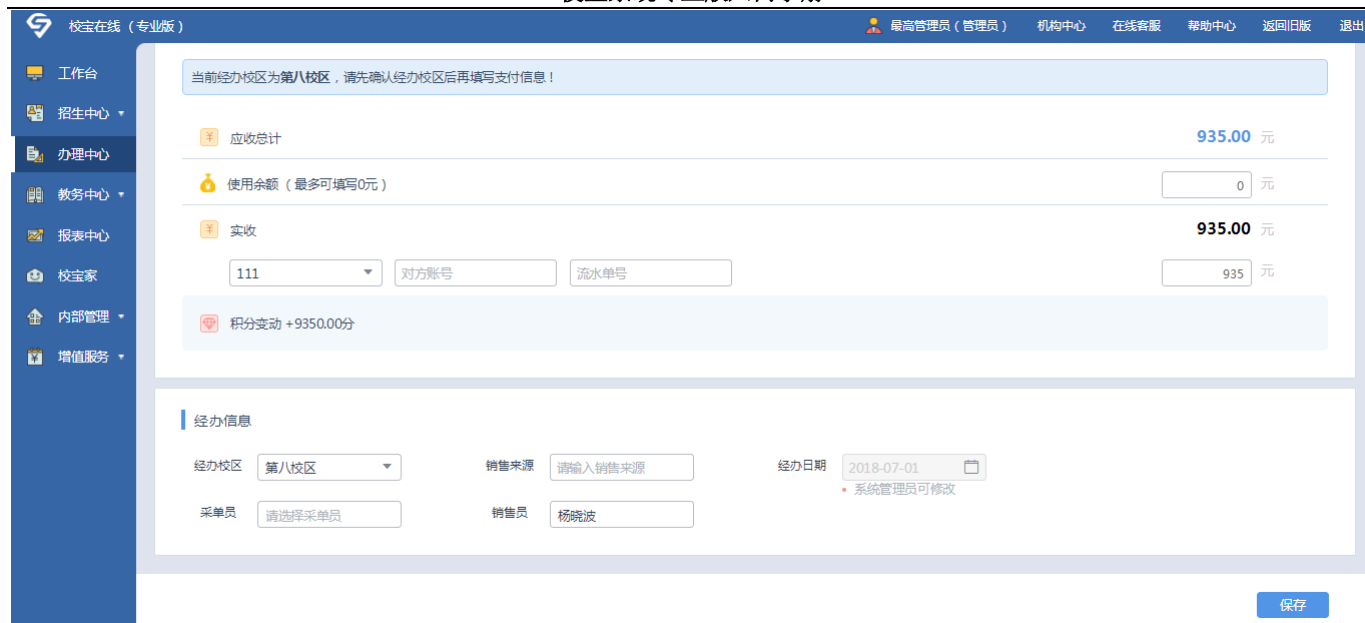 校宝在线（专业版） 最高管理员（管理员） 机构中心 在线客服 帮助中心 返回旧版 退出
工作台
招生中心
办理中心
教务中心
报表中心
校宝家
内部管理
增值服务
当前经办校区为第八校区，请先确认经办校区后再填写支付信息！
应收总计 935.00 元
使用余额（最多可填写0元） 0 元
实收 935.00 元
111 对方账号 流水单号 935 元
积分变动 +9350.00分
经办信息
经办校区 第八校区 销售来源 请输入销售来源 经办日期 2018-07-01
系统管理员可修改
采单员 请选择采单员 销售员 杨晓波
保存